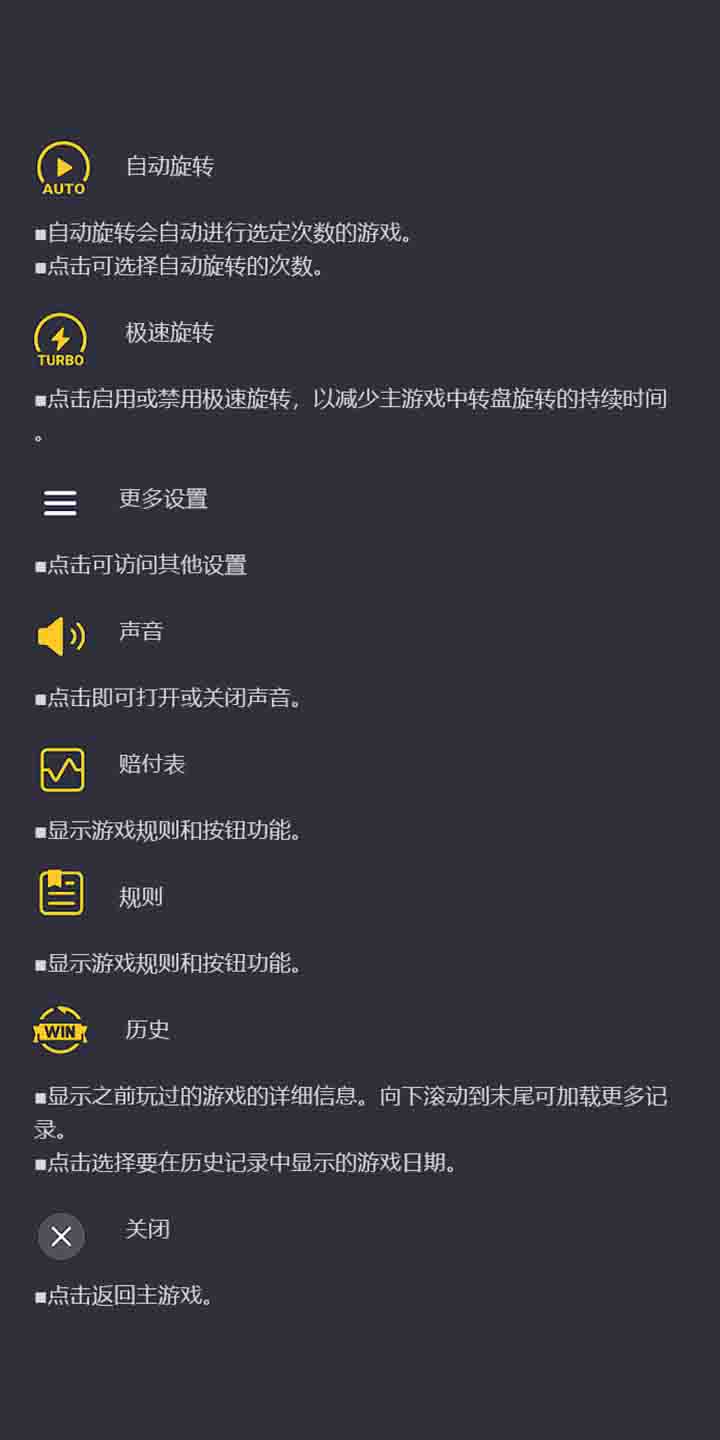 AUTO
自动旋转
■自动旋转会自动进行选定次数的游戏。
■点击可选择自动旋转的次数。
TURBO
极速旋转
■点击启用或禁用极速旋转，以减少主游戏中转盘旋转的持续时间
。
更多设置
■点击可访问其他设置
声音
■点击即可打开或关闭声音。
赔付表
■显示游戏规则和按钮功能。
规则
■显示游戏规则和按钮功能。
WIN
历史
■显示之前玩过的游戏的详细信息。向下滚动到末尾可加载更多记
录。
■点击选择要在历史记录中显示的游戏日期。
关闭
■点击返回主游戏。